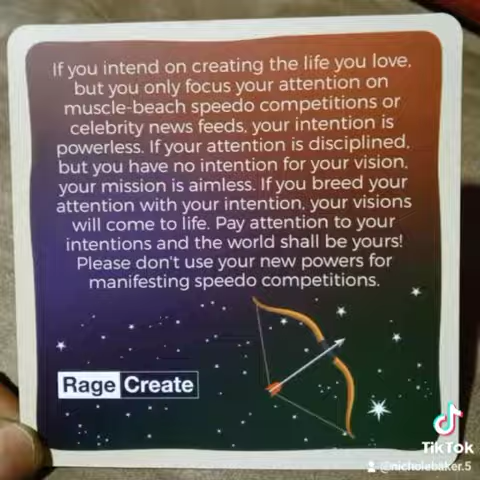 If you intend on creating the life you love,
but you only focus your attention on
muscle-beach speedo competitions or
celebrity news feeds, your intention is
powerless. If your attention is disciplined,
but you have no intention for your vision,
your mission is aimless. If you breed your
attention with your intention, your visions
will come to life. Pay attention to your
intentions and the world shall be yours!
Please don't use your new powers for
manifesting speedo competitions.
Rage Create
TikTok
@nicholebaker.5